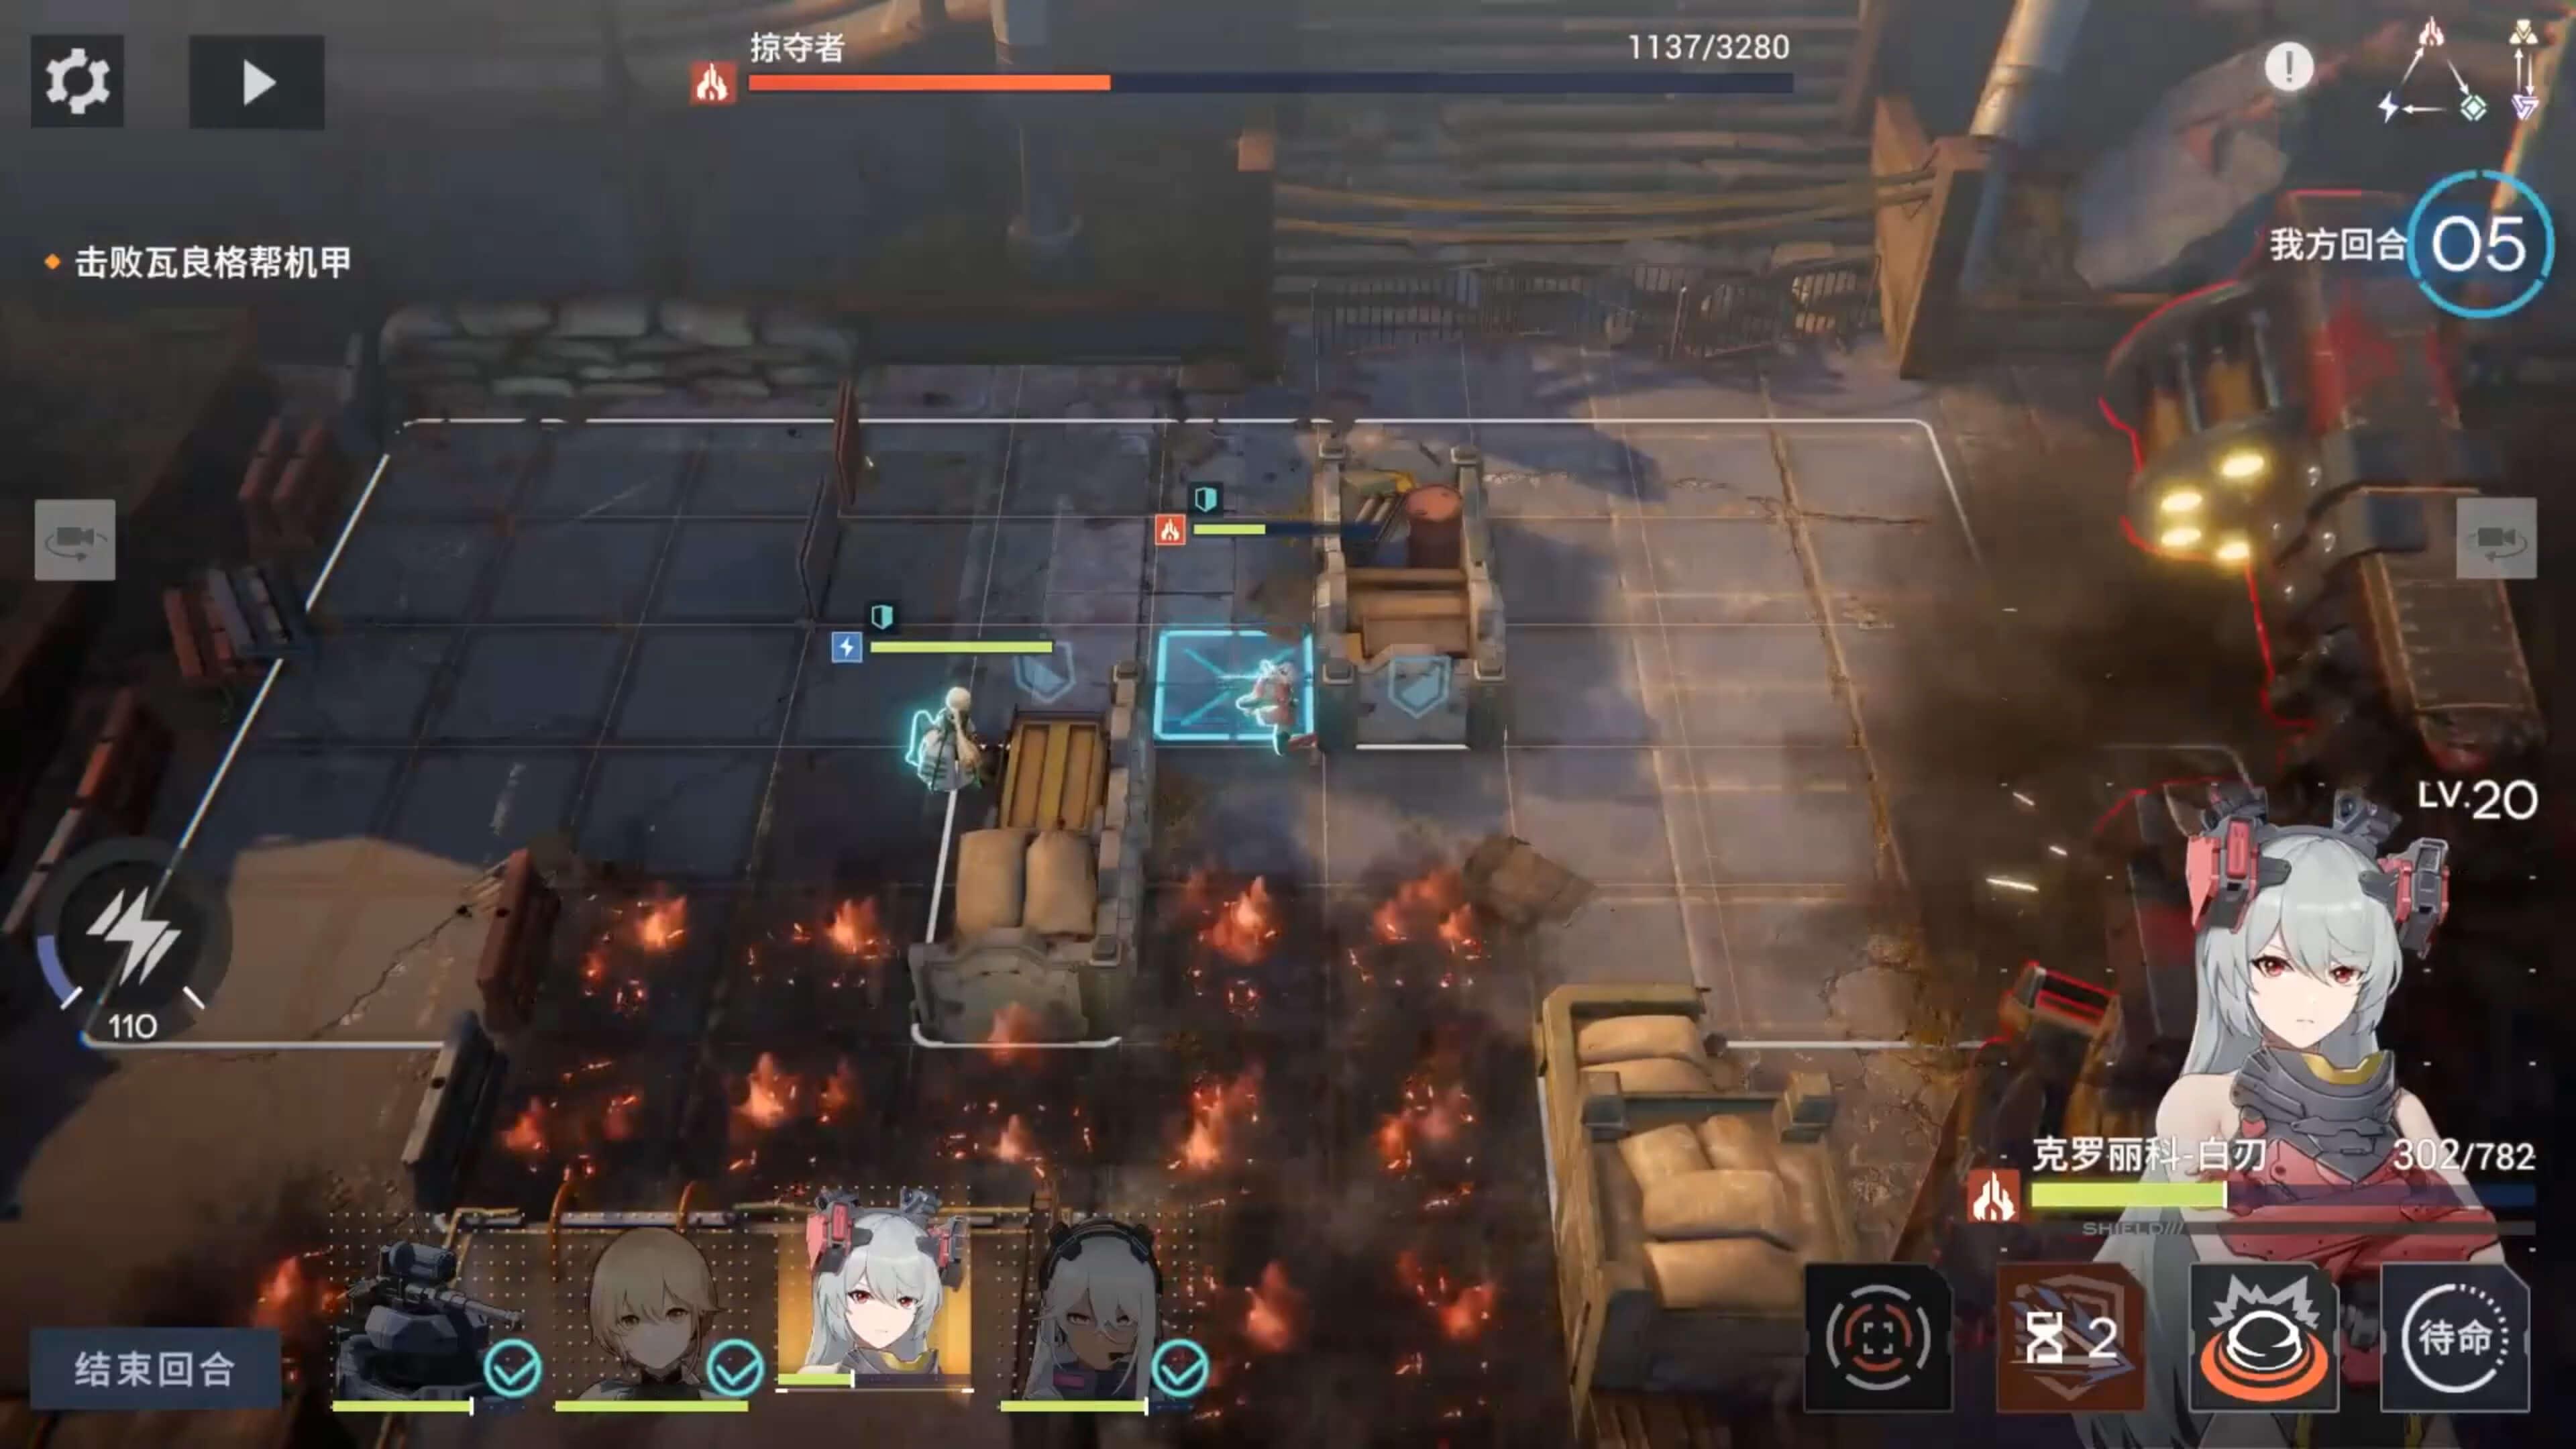 掠夺者
1137/3280
击败瓦良格帮机甲
我方回合
05
LV.20
110
克罗丽科-白刃
302/782
SHIELD///
结束回合
2
待命